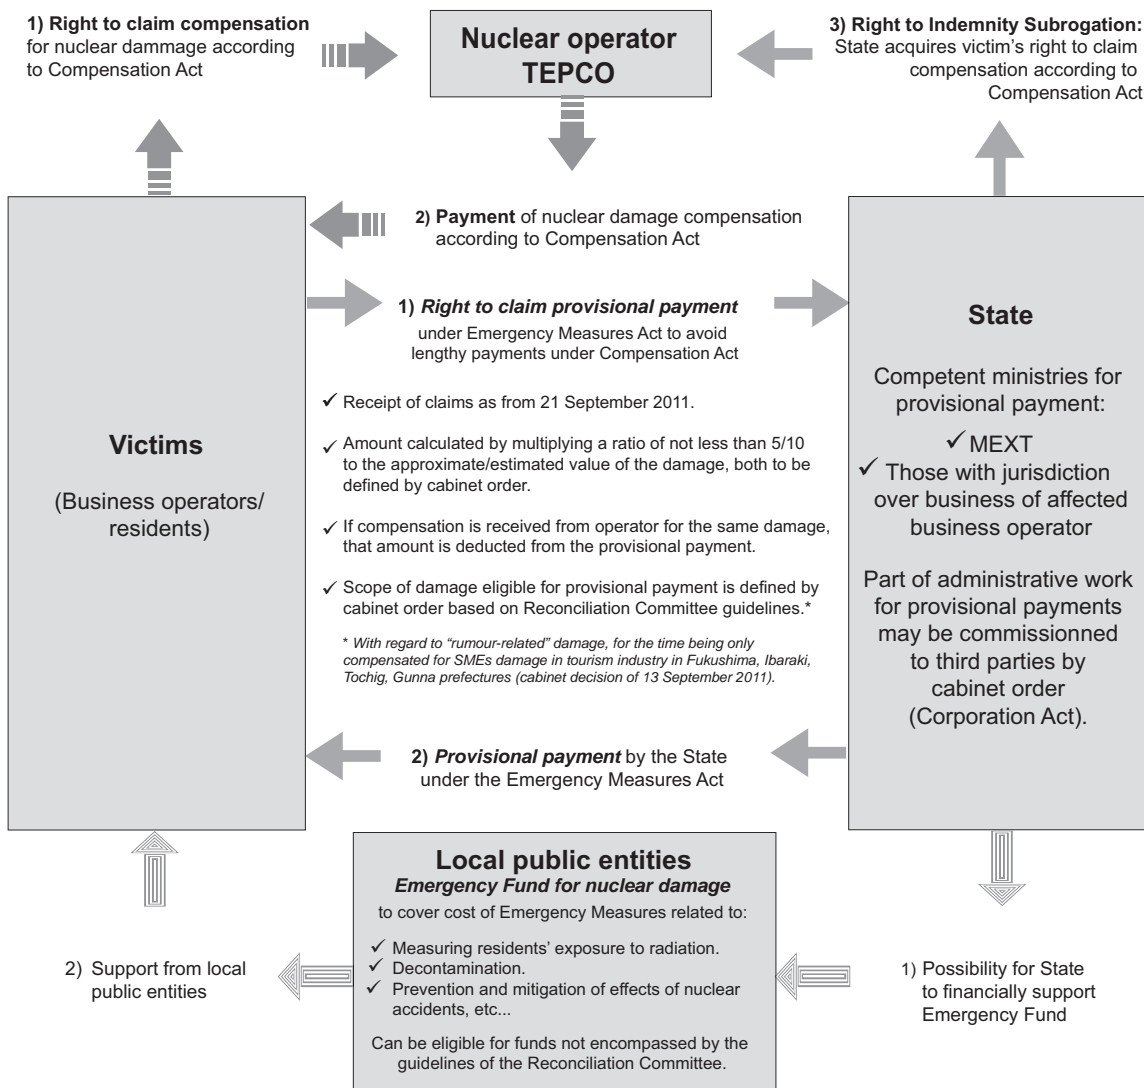 1) Right to claim compensation
for nuclear dammage according
to Compensation Act
Nuclear operator
TEPCO
3) Right to Indemnity Subrogation:
State acquires victim's right to claim
compensation according to
Compensation Act
2) Payment of nuclear damage compensation
according to Compensation Act
1) Right to claim provisional payment
under Emergency Measures Act to avoid
lengthy payments under Compensation Act
✓ Receipt of claims as from 21 September 2011.
✓ Amount calculated by multiplying a ratio of not less than 5/10
to the approximate/estimated value of the damage, both to be
defined by cabinet order.
✓ If compensation is received from operator for the same damage,
that amount is deducted from the provisional payment.
✓ Scope of damage eligible for provisional payment is defined by
cabinet order based on Reconciliation Committee guidelines.*
* With regard to “rumour-related” damage, for the time being only
compensated for SMEs damage in tourism industry in Fukushima, Ibaraki,
Tochig, Gunna prefectures (cabinet decision of 13 September 2011).
2) Provisional payment by the State
under the Emergency Measures Act
Victims
(Business operators/
residents)
State
Competent ministries for
provisional payment:
✓ MEXT
✓ Those with jurisdiction
over business of affected
business operator
Part of administrative work
for provisional payments
may be commissionned
to third parties by
cabinet order
(Corporation Act).
Local public entities
Emergency Fund for nuclear damage
to cover cost of Emergency Measures related to:
✓ Measuring residents' exposure to radiation.
✓ Decontamination.
✓ Prevention and mitigation of effects of nuclear
accidents, etc...
Can be eligible for funds not encompassed by the
guidelines of the Reconciliation Committee.
2) Support from local
public entities
1) Possibility for State
to financially support
Emergency Fund